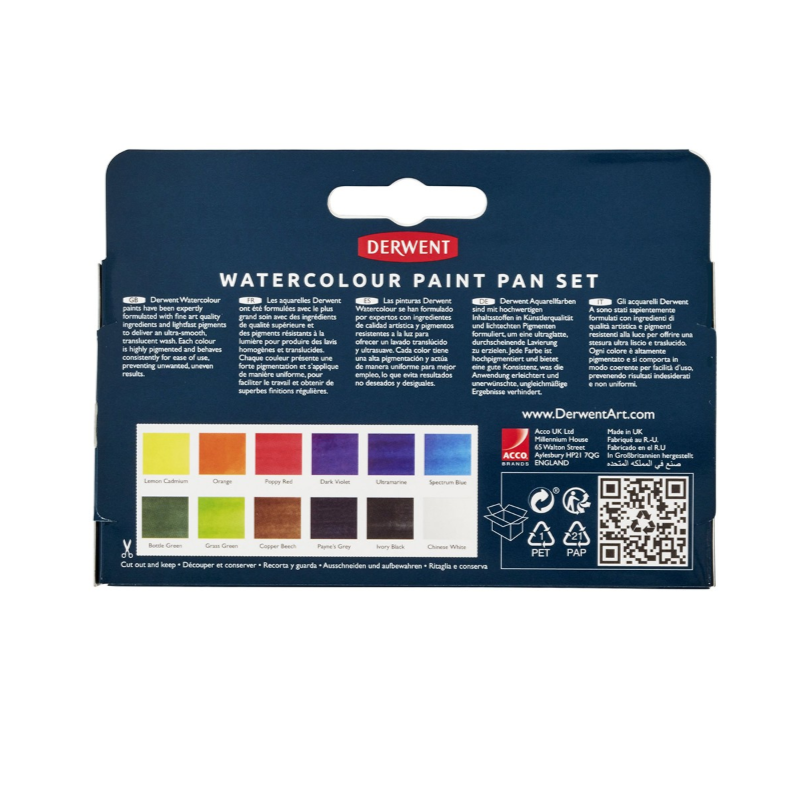 DERWENT
WATERCOLOUR PAINT PAN SET
GB Derwent Watercolour
paints have been expertly
formulated with fine art quality
ingredients and lightfast pigments
to deliver an ultra-smooth,
translucent wash. Each colour
is highly pigmented and behaves
consistently for ease of use,
preventing unwanted, uneven
results.
FR Les aquarelles Derwent
ont été formulées avec le plus
grand soin avec des ingrédients
de qualité supérieure et
des pigments résistants à la
lumière pour produire des lavis
homogènes et translucides.
Chaque couleur présente une
forte pigmentation et s'applique
de manière uniforme, pour
faciliter le travail et obtenir de
superbes finitions régulières.
ES Las pinturas Derwent
Watercolour se han formulado
por expertos con ingredientes
de calidad artística y pigmentos
resistentes a la luz para
ofrecer un lavado translúcido
y ultrasuave. Cada color tiene
una alta pigmentación y actúa
de manera uniforme para mejor
empleo, lo que evita resultados
no deseados y desiguales.
DE Derwent Aquarellfarben
sind mit hochwertigen
Inhaltsstoffen in Künstlerqualität
und lichtechten Pigmenten
formuliert, um eine ultraglatte,
durchscheinende Lavierung
zu erzielen. Jede Farbe ist
hochpigmentiert und bietet
eine gute Konsistenz, was die
Anwendung erleichtert und
unerwünschte, ungleichmäßige
Ergebnisse verhindert.
IT Gli acquarelli Derwent
A sono stati sapientemente
formulati con ingredienti di
qualità artistica e pigmenti
resistenti alla luce per offrire una
stesura ultra liscia e traslucido.
Ogni colore è altamente
pigmentato e si comporta in
modo coerente per facilità d'uso,
prevenendo risultati indesiderati
e non uniformi.
www.DerwentArt.com
ACCO
BRANDS
Acco UK Ltd
Millennium House
65 Walton Street
Aylesbury HP21 7QG
ENGLAND
Made in UK
Fabriqué au R.-U.
Fabricado en el R.U
In Großbritannien hergestellt
صنع في المملكه المتحده
Lemon Cadmium
Orange
Poppy Red
Dark Violet
Ultramarine
Spectrum Blue
Bottle Green
Grass Green
Copper Beech
Payne's Grey
Ivory Black
Chinese White
1
PET
21
PAP
Cut out and keep • Découper et conserver • Recorta y guarda • Ausschneiden und aufbewahren • Ritaglia e conserva